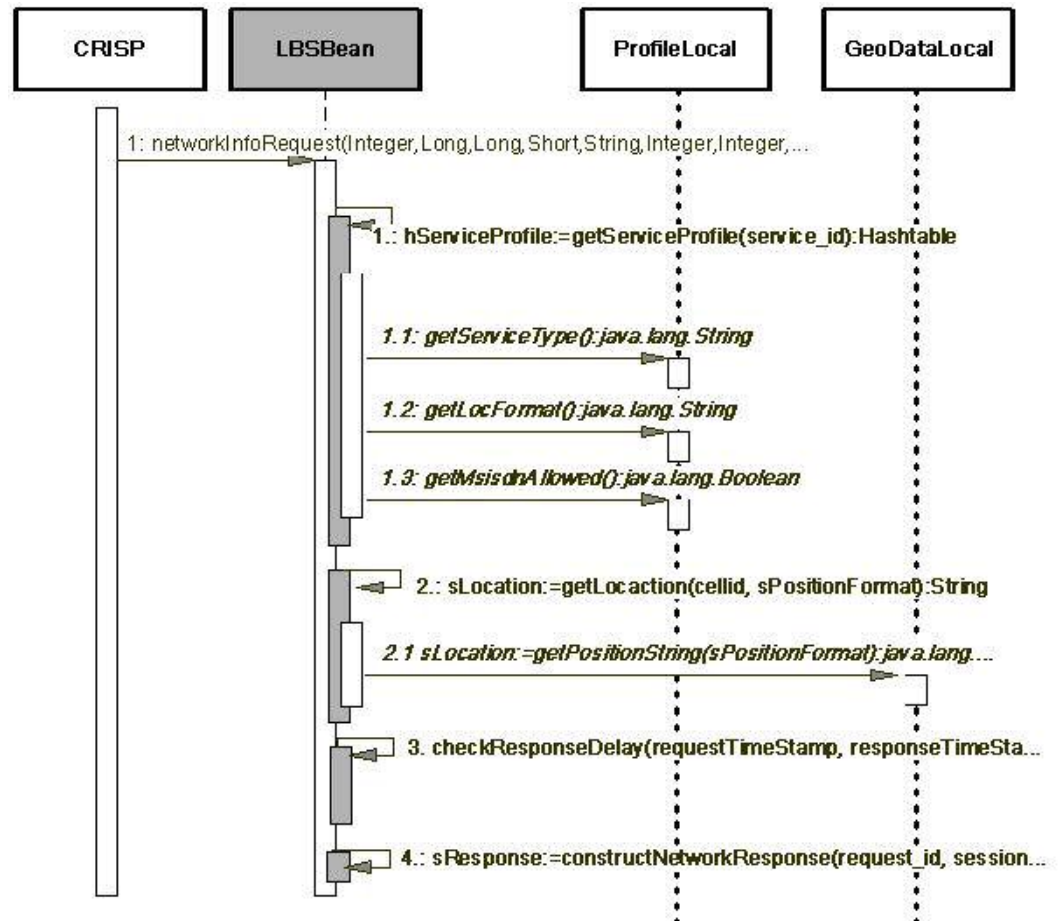 CRISP
LBSBean
ProfileLocal
GeoDataLocal
1: networkInfoRequest(Integer,Long,Long,Short,String,Integer,Integer,...
1.: hServiceProfile:=getServiceProfile(service_id):Hashtable
1.1: getServiceType():java.lang.String
1.2: getLocFormat():java.lang.String
1.3: getMsisdnAllowed():java.lang.Boolean
2.: sLocation:=getLocaction(cellid, sPositionFormat):String
2.1 sLocation:=getPositionString(sPositionFormat):java.lang....
3. checkResponseDelay(requestTimeStamp, responseTimeSta...
4.: sResponse:=constructNetworkResponse(request_id, session...